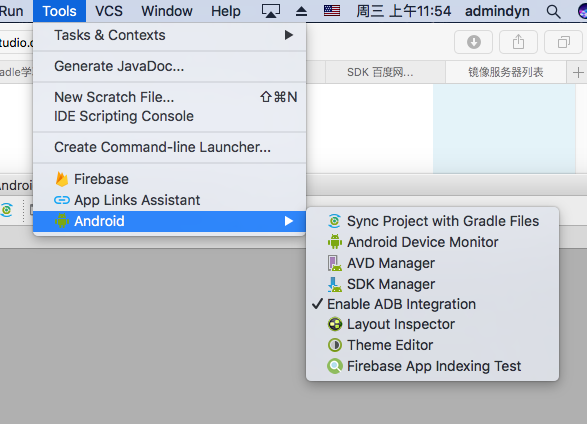 Run Tools VCS Window Help 周三 上午11:54 admindyn
tudio.c
adle学
SDK 百度网...
镜像服务器列表
Tasks & Contexts
Generate JavaDoc...
New Scratch File... ⇧⌘N
IDE Scripting Console
Create Command-line Launcher...
Firebase
App Links Assistant
Android
Androi
Sync Project with Gradle Files
Android Device Monitor
AVD Manager
SDK Manager
✓ Enable ADB Integration
Layout Inspector
Theme Editor
Firebase App Indexing Test